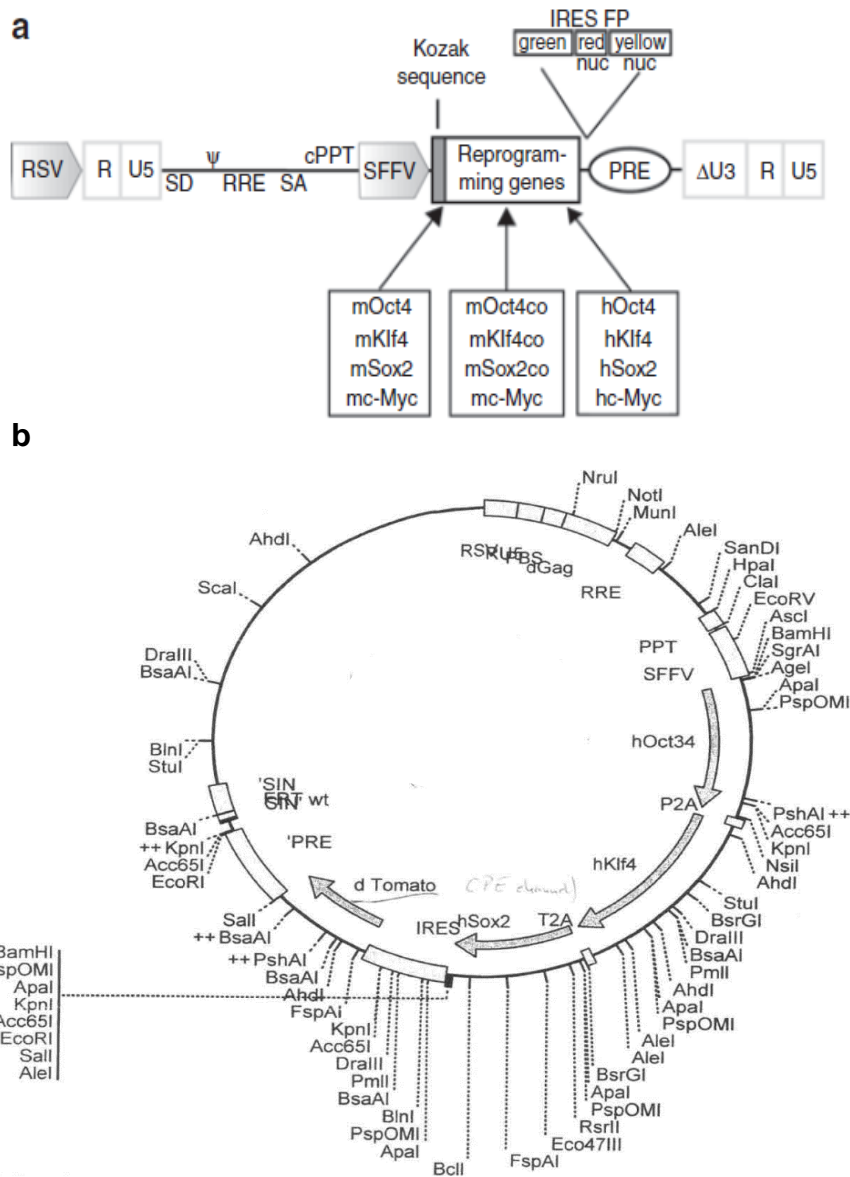 a
IRES FP
green red yellow
nuc nuc
Kozak
sequence
RSV R U5 ψ cPPT SFFV Reprogram-
ming genes PRE ΔU3 R U5
SD RRE SA
mOct4
mKlf4
mSox2
mc-Myc
mOct4co
mKlf4co
mSox2co
mc-Myc
hOct4
hKlf4
hSox2
hc-Myc
b
NruI
NotI
MunI
AleI
SanDI
HpaI
ClaI
EcoRV
AscI
BamHI
SgrAI
AgeI
ApaI
PspOMI
PshAI ++
Acc65I
KpnI
NsiI
AhdI
StuI
BsrGI
DraIII
BsaAI
PmlI
AhdI
ApaI
PspOMI
AleI
AleI
BsrGI
ApaI
PspOMI
RsrII
Eco47III
FspAI
BclI
ApaI
PspOMI
BlnI
BsaAI
PmlI
DraIII
Acc65I
KpnI
FspAI
AhdI
BsaAI
++PshAI
++BsaAI
SalI
EcoRI
Acc65I
++KpnI
BsaAI
StuI
BlnI
BsaAI
DraIII
ScaI
AhdI
dGag
RRE
PPT
SFFV
hOct34
P2A
hKlf4
T2A
hSox2
IRES
d Tomato
'PRE
'SIN
wt
BamHI
PspOMI
ApaI
KpnI
Acc65I
EcoRI
SalI
AleI